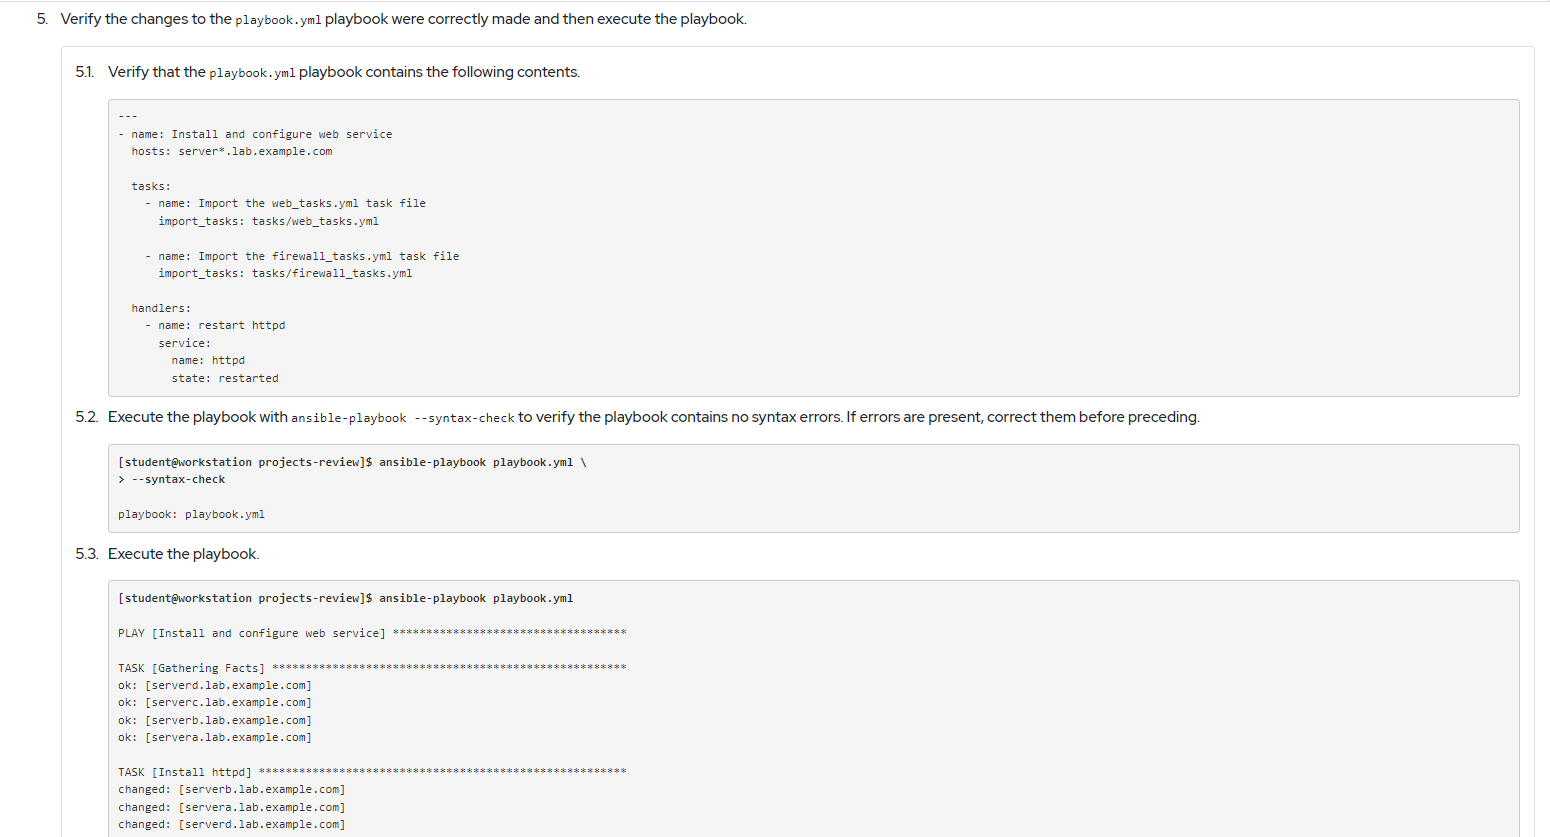 5. Verify the changes to the playbook.yml playbook were correctly made and then execute the playbook.
5.1. Verify that the playbook.yml playbook contains the following contents.
---
- name: Install and configure web service
  hosts: server*.lab.example.com

  tasks:
    - name: Import the web_tasks.yml task file
      import_tasks: tasks/web_tasks.yml

    - name: Import the firewall_tasks.yml task file
      import_tasks: tasks/firewall_tasks.yml

  handlers:
    - name: restart httpd
      service:
        name: httpd
        state: restarted
5.2. Execute the playbook with ansible-playbook --syntax-check to verify the playbook contains no syntax errors. If errors are present, correct them before preceding.
[student@workstation projects-review]$ ansible-playbook playbook.yml \
> --syntax-check

playbook: playbook.yml
5.3. Execute the playbook.
[student@workstation projects-review]$ ansible-playbook playbook.yml

PLAY [Install and configure web service] ***********************************

TASK [Gathering Facts] *****************************************************
ok: [serverd.lab.example.com]
ok: [serverc.lab.example.com]
ok: [serverb.lab.example.com]
ok: [servera.lab.example.com]

TASK [Install httpd] *******************************************************
changed: [serverb.lab.example.com]
changed: [servera.lab.example.com]
changed: [serverd.lab.example.com]